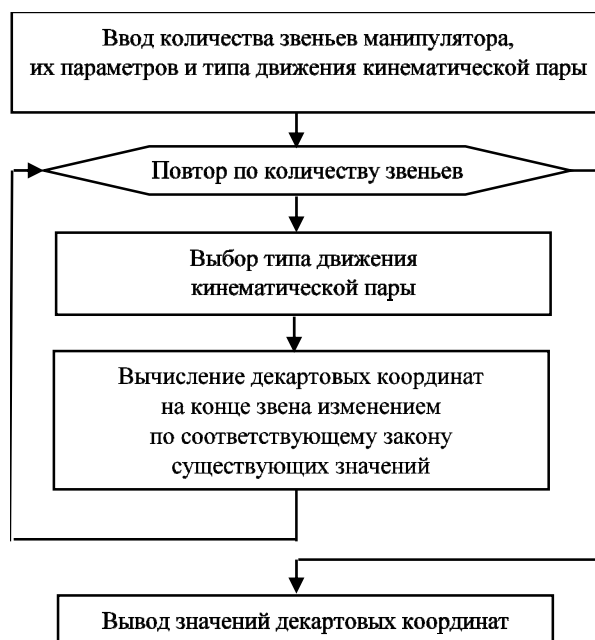 Ввод количества звеньев манипулятора,
их параметров и типа движения кинематической пары
Повтор по количеству звеньев
Выбор типа движения
кинематической пары
Вычисление декартовых координат
на конце звена изменением
по соответствующему закону
существующих значений
Вывод значений декартовых координат